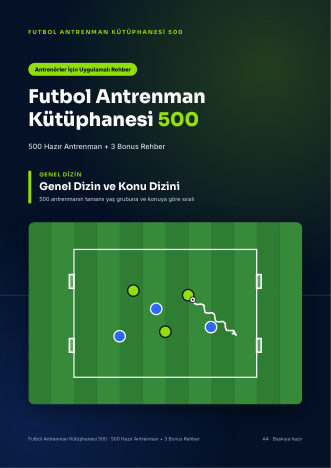 FUTBOL ANTRENMAN KÜTÜPHANESİ 500
Antrenörler İçin Uygulamalı Rehber
Futbol Antrenman
Kütüphanesi 500
500 Hazır Antrenman + 3 Bonus Rehber
GENEL DİZİN
Genel Dizin ve Konu Dizini
500 antrenmanın tamamı yaş grubuna ve konuya göre sıralı
Futbol Antrenman Kütüphanesi 500 · 500 Hazır Antrenman + 3 Bonus Rehber
A4 · Baskıya hazır